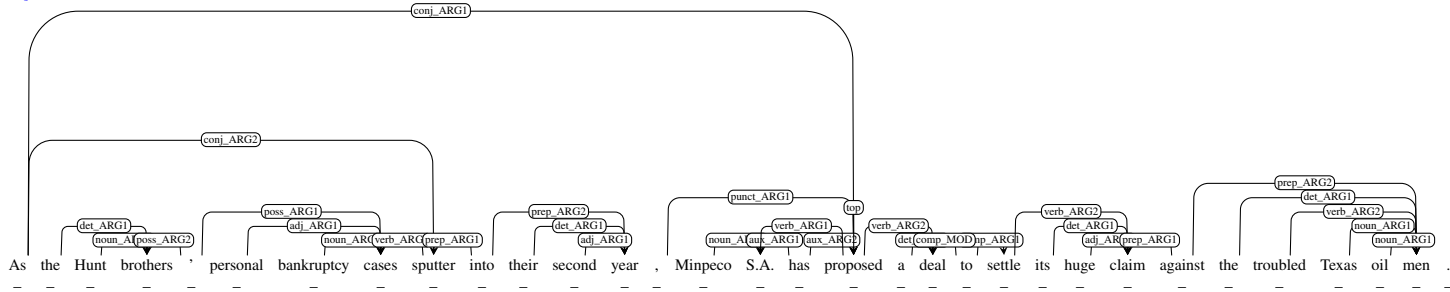 conj_ARG1
conj_ARG2
prep_ARG2
punct_ARG1 det_ARG1
poss_ARG1 prep_ARG2 top verb_ARG2 verb_ARG2
det_ARG1 adj_ARG1 det_ARG1 verb_ARG1 verb_ARG2 det_ARG1 noun_ARG1
poss_ARG2 prep_ARG1 adj_ARG1 aux_ARG1 aux_ARG2 comp_MOD prep_ARG1 noun_ARG1
As the Hunt brothers ' personal bankruptcy cases sputter into their second year , Minpeco S.A. has proposed a deal to settle its huge claim against the troubled Texas oil men .
_ _ _ _ _ _ _ _ _ _ _ _ _ _ _ _ _ _ _ _ _ _ _ _ _ _ _ _ _ _ _ _